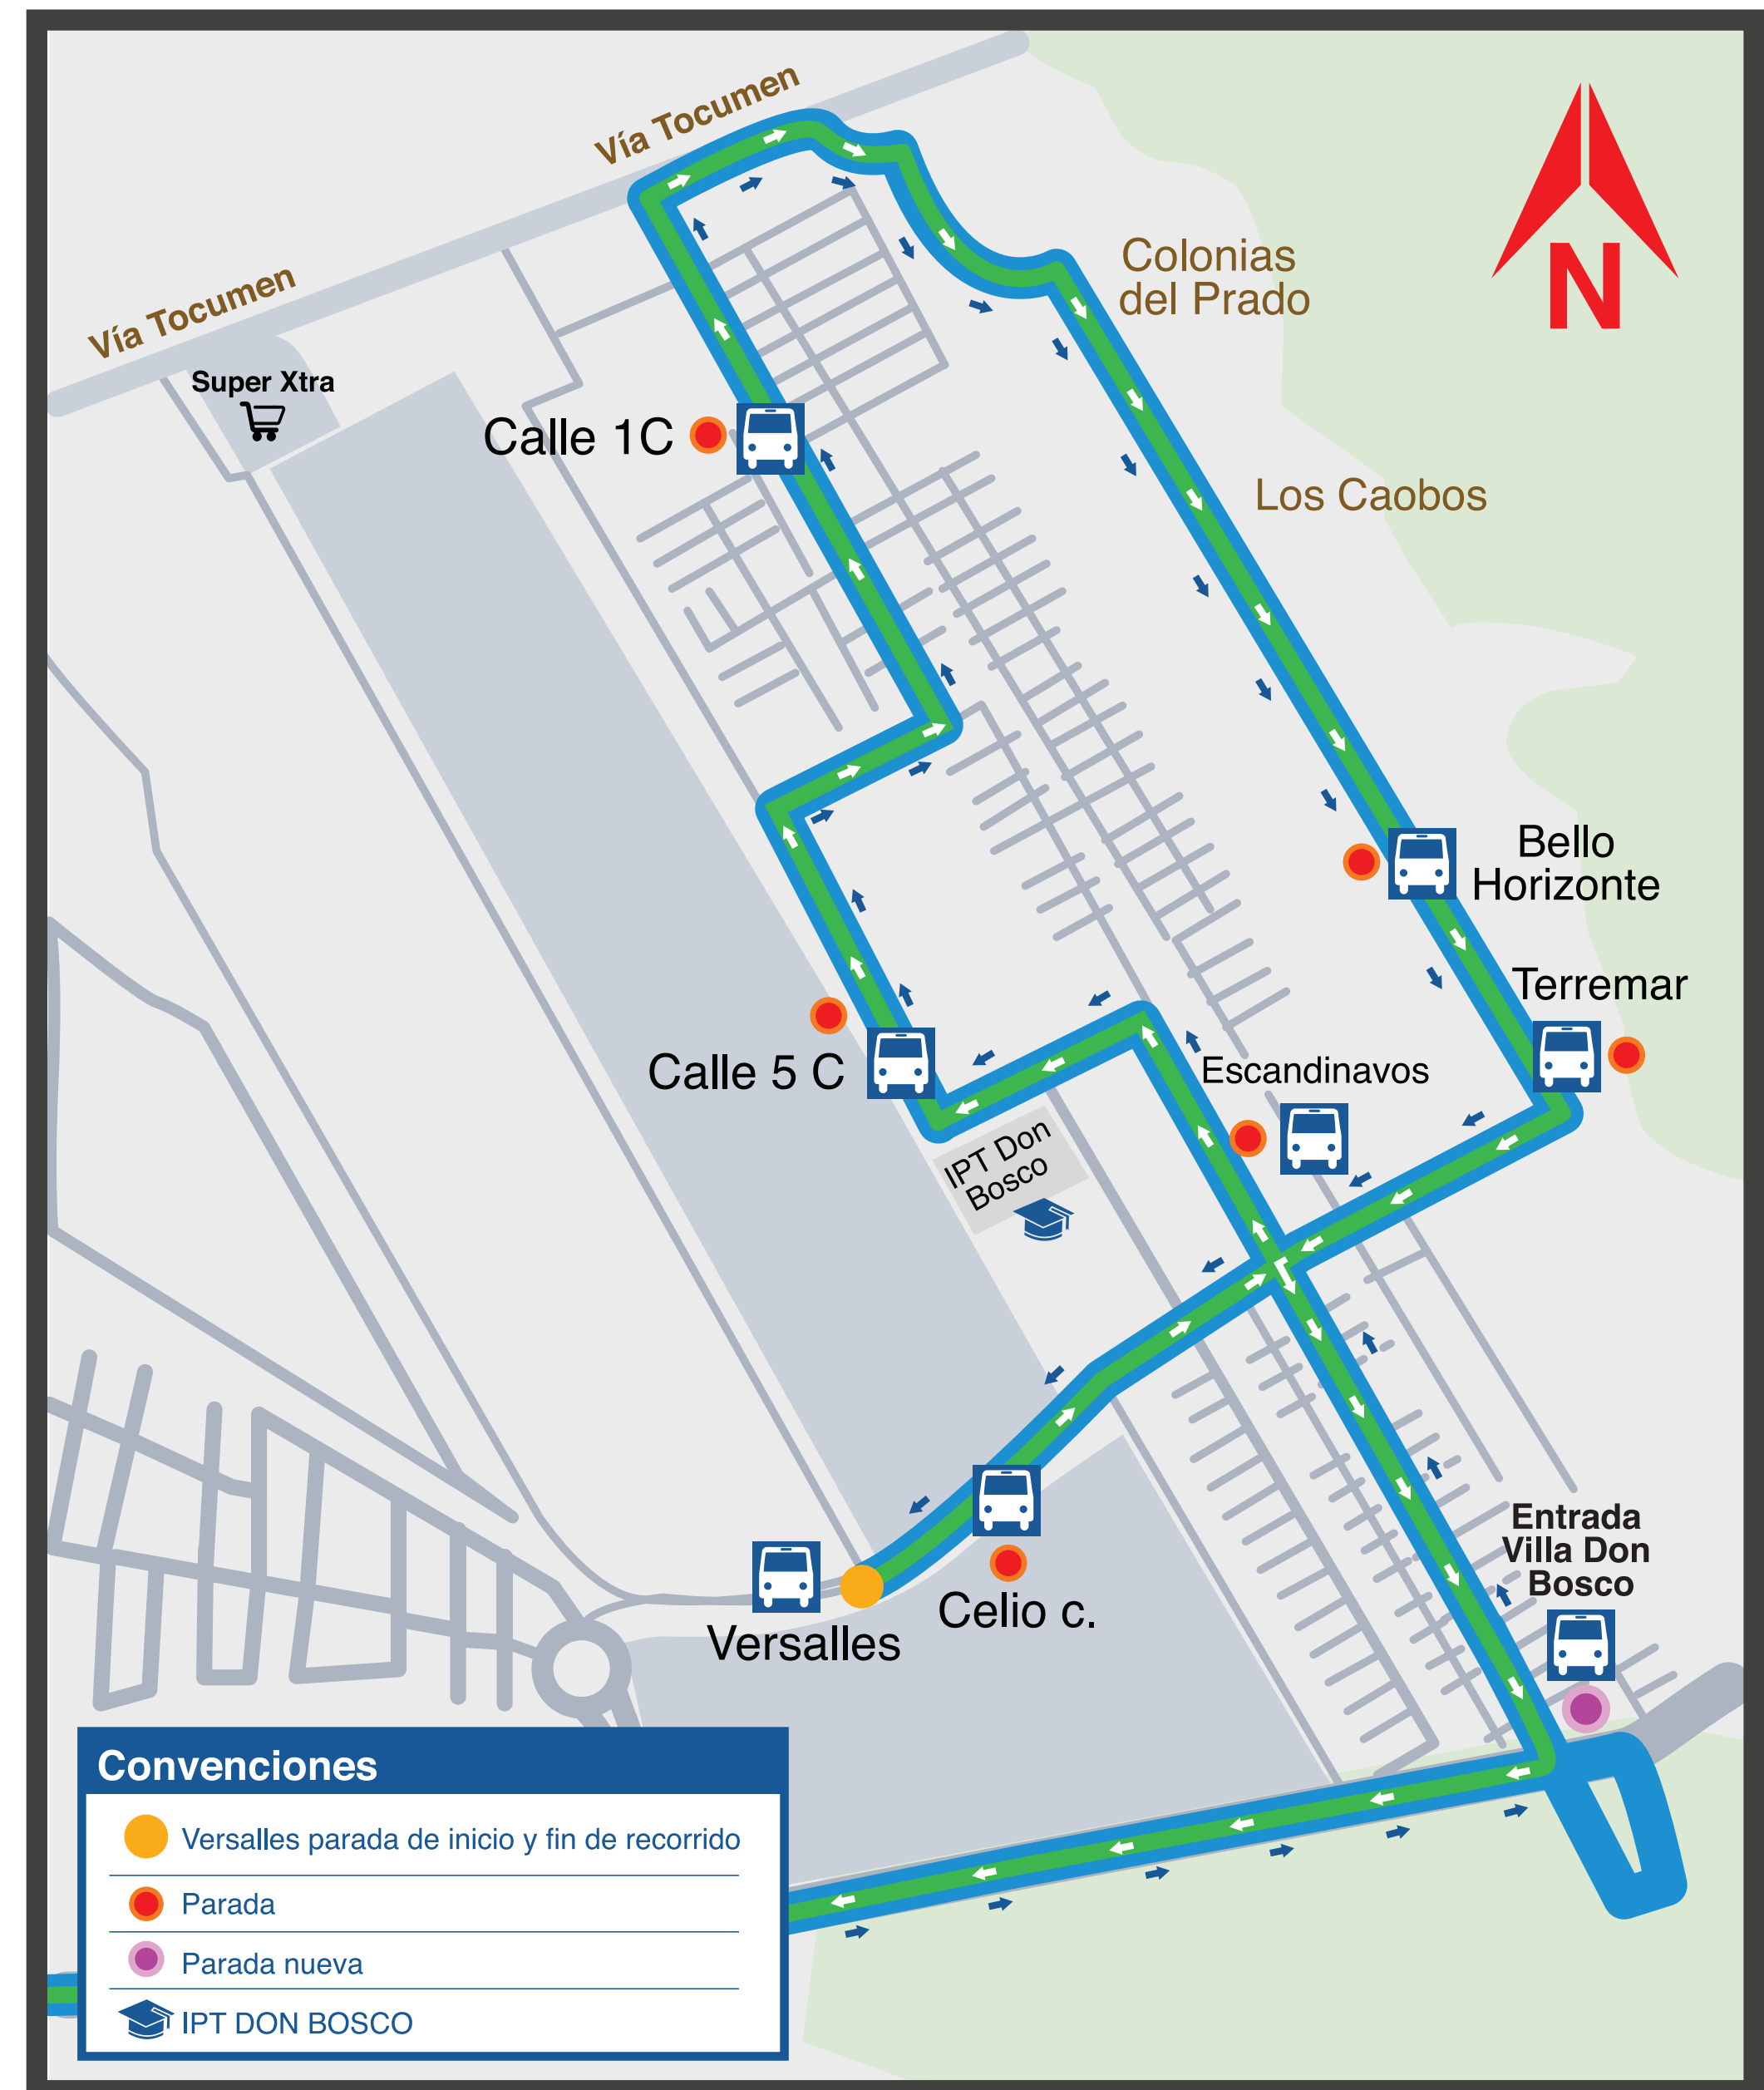 Vía Tocumen
Vía Tocumen
N
Colonias
del Prado
Super Xtra
Calle 1C
Los Caobos
Bello
Horizonte
Terremar
Calle 5 C
Escandinavos
IPT Don
Bosco
Entrada
Villa Don
Bosco
Celio c.
Versalles
Convenciones
Versalles parada de inicio y fin de recorrido
Parada
Parada nueva
IPT DON BOSCO